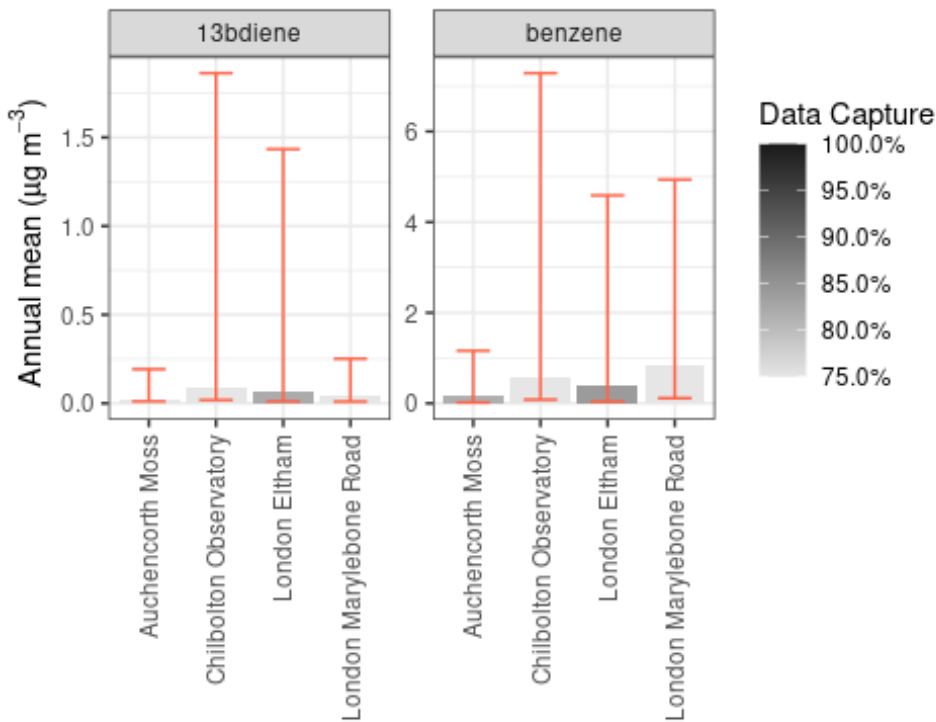 13bdiene
benzene
Annual mean (µg m⁻³)
1.5
1.0
0.5
0.0
6
4
2
0
Data Capture
100.0%
95.0%
90.0%
85.0%
80.0%
75.0%
Auchencorth Moss
Chilbolton Observatory
London Eltham
London Marylebone Road
Auchencorth Moss
Chilbolton Observatory
London Eltham
London Marylebone Road